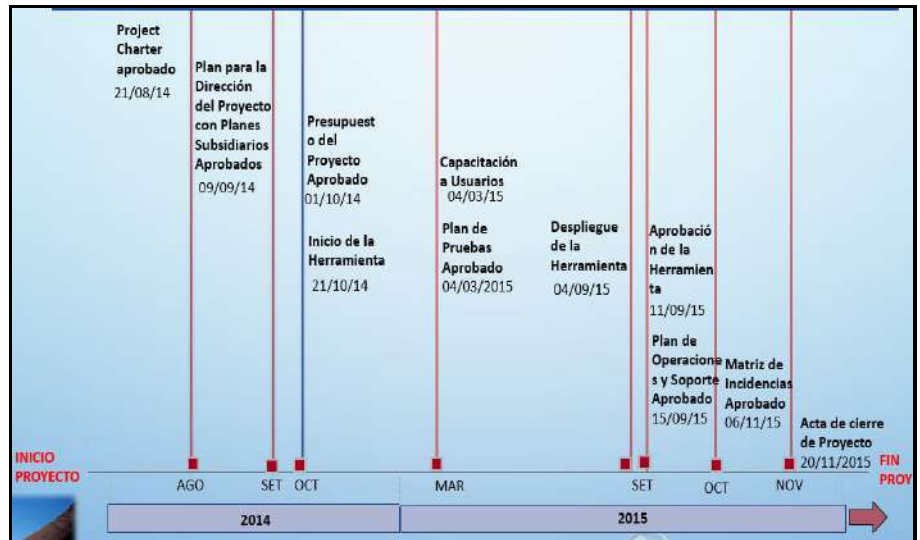 Project
Charter
aprobado
21/08/14
Plan para la
Dirección
del Proyecto
con Planes
Subsidiarios
Aprobados
09/09/14
Presupuest
o del
Proyecto
Aprobado
01/10/14
Inicio de la
Herramienta
21/10/14
Capacitación
a Usuarios
04/03/15
Plan de
Pruebas
Aprobado
04/03/2015
Despliegue
de la
Herramienta
04/09/15
Aprobació
n de la
Herramien
ta
11/09/15
Plan de
Operacione
s y Soporte
Aprobado
15/09/15
Matriz de
Incidencias
Aprobado
06/11/15
Acta de cierre
de Proyecto
20/11/2015
INICIO
PROYECTO
FIN
PROY
AGO SET OCT MAR SET OCT NOV
2014 2015